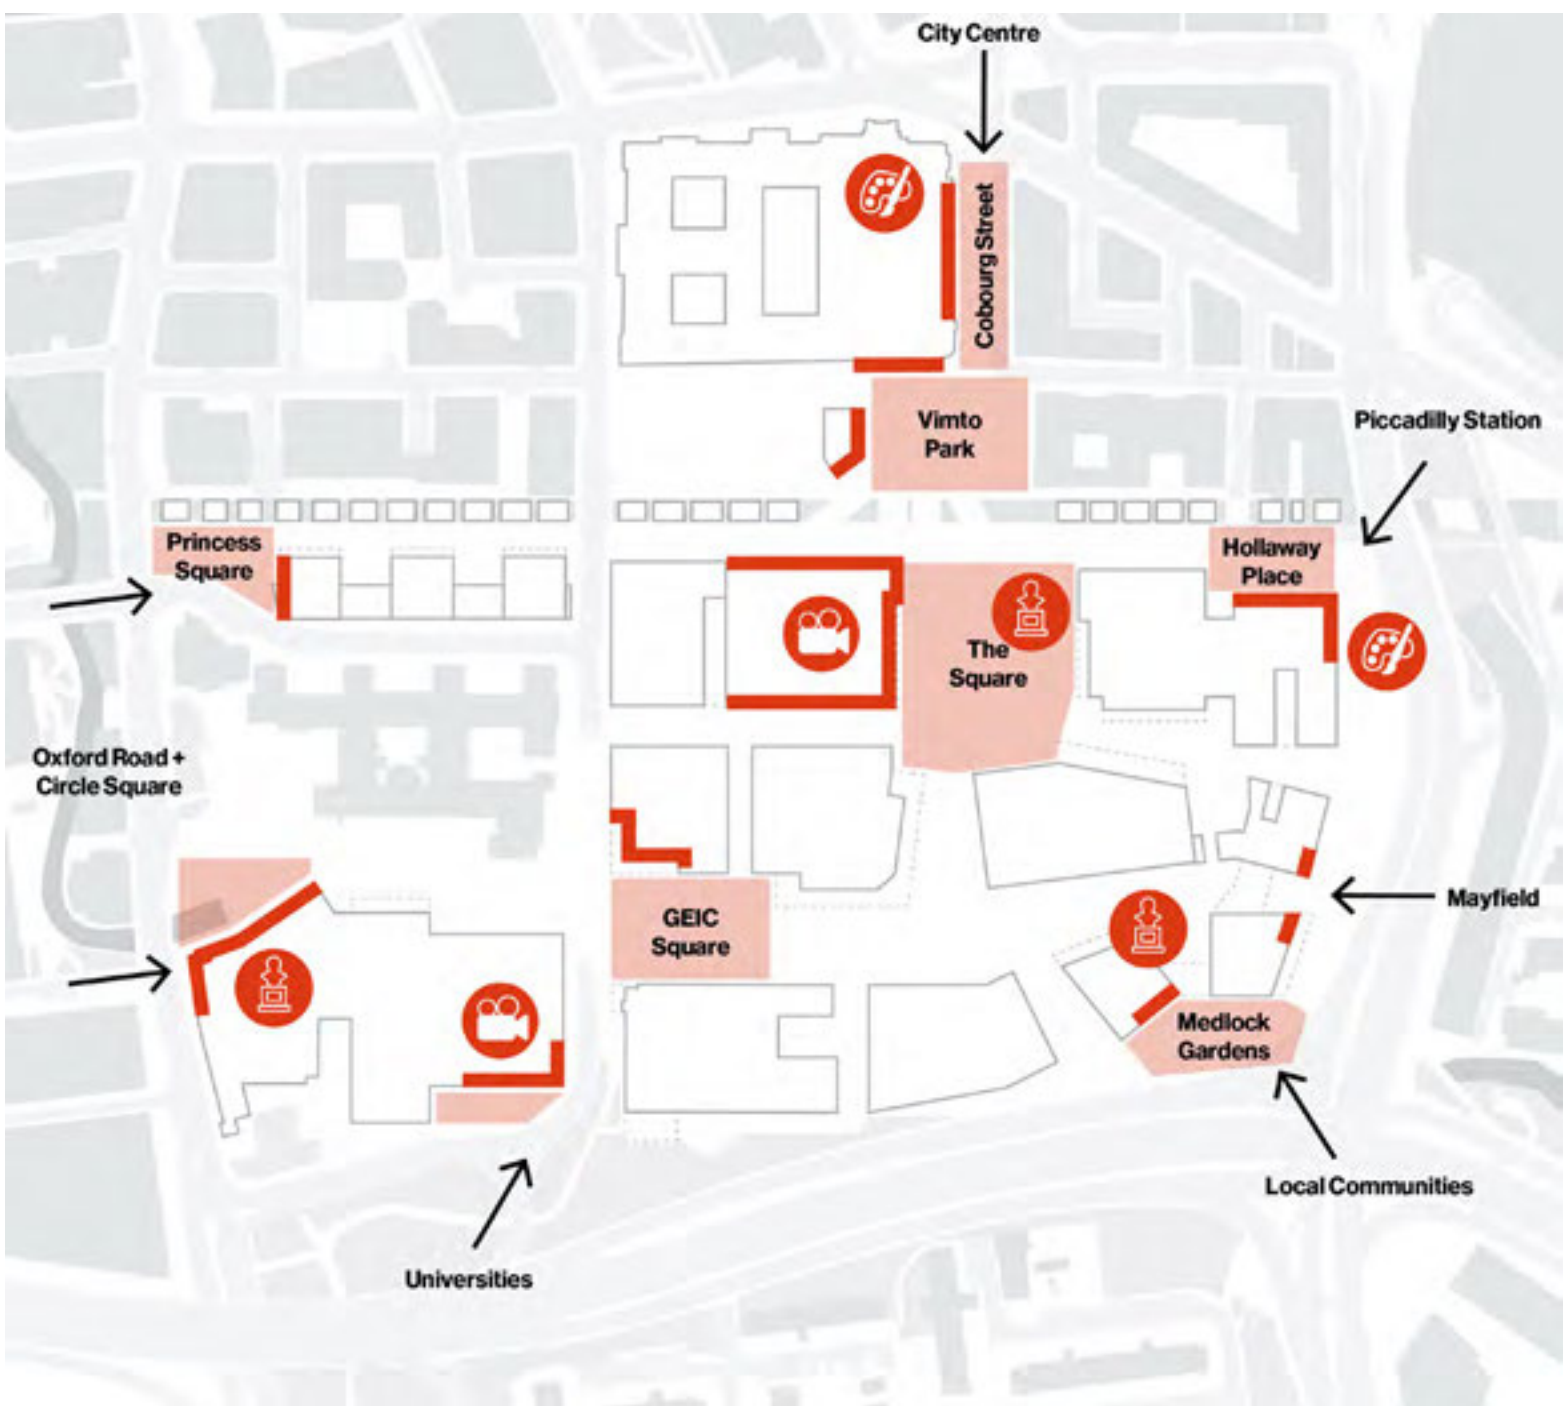 City Centre
Cobourg Street
Vimto
Park
Piccadilly Station
Princess
Square
Hollaway
Place
The
Square
Oxford Road +
Circle Square
GEIC
Square
Mayfield
Medlock
Gardens
Local Communities
Universities